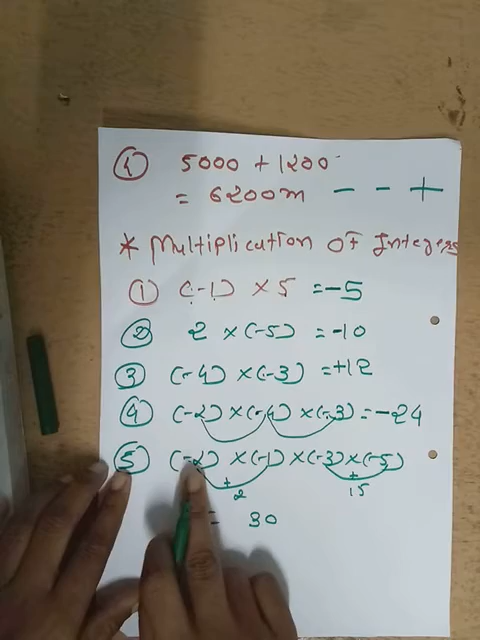 ④ 5000 + 1200
= 6200m - - +
* Multiplication of Integers
① (-1) × 5 = -5
② 2 × (-5) = -10
③ (-4) × (-3) = +12
④ (-2) × (-4) × (-3) = -24
⑤ (-2) × (-1) × (-3) × (-5)
+ 2 + 15
= 30